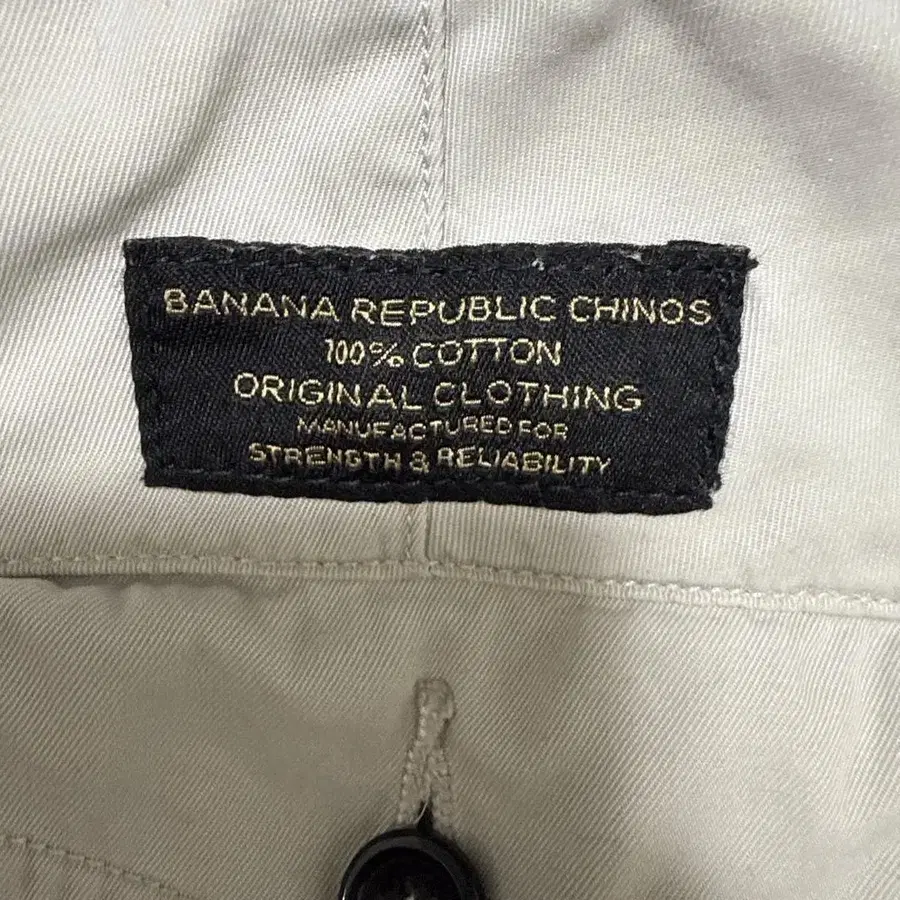 BANANA REPUBLIC CHINOS
100% COTTON
ORIGINAL CLOTHING
MANUFACTURED FOR
STRENGTH & RELIABILITY